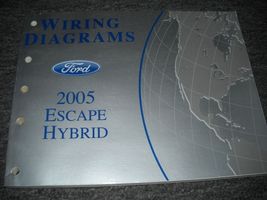 WIRING
DIAGRAMS
Ford
2005
ESCAPE
HYBRID